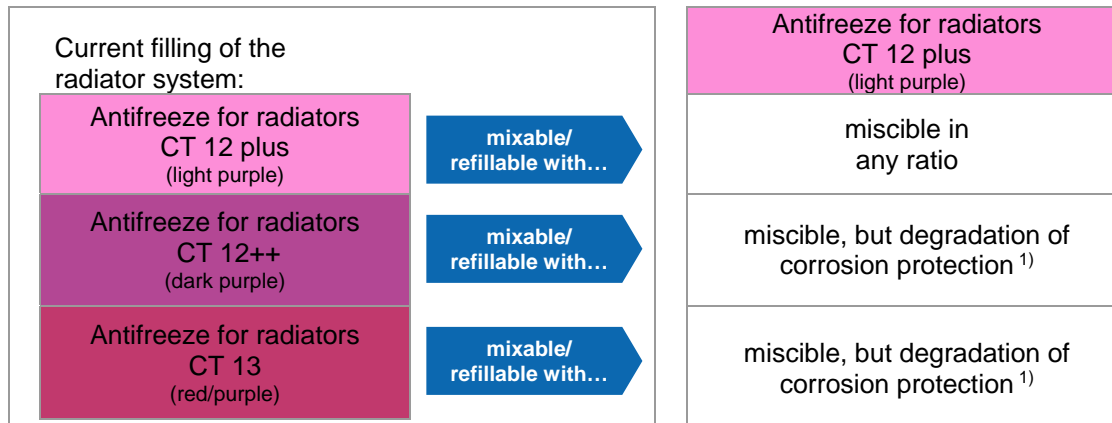 Current filling of the
radiator system:
Antifreeze for radiators
CT 12 plus
(light purple)
Antifreeze for radiators
CT 12 plus
(light purple)
mixable/
refillable with…
miscible in
any ratio
Antifreeze for radiators
CT 12++
(dark purple)
mixable/
refillable with…
miscible, but degradation of
corrosion protection 1)
Antifreeze for radiators
CT 13
(red/purple)
mixable/
refillable with…
miscible, but degradation of
corrosion protection 1)